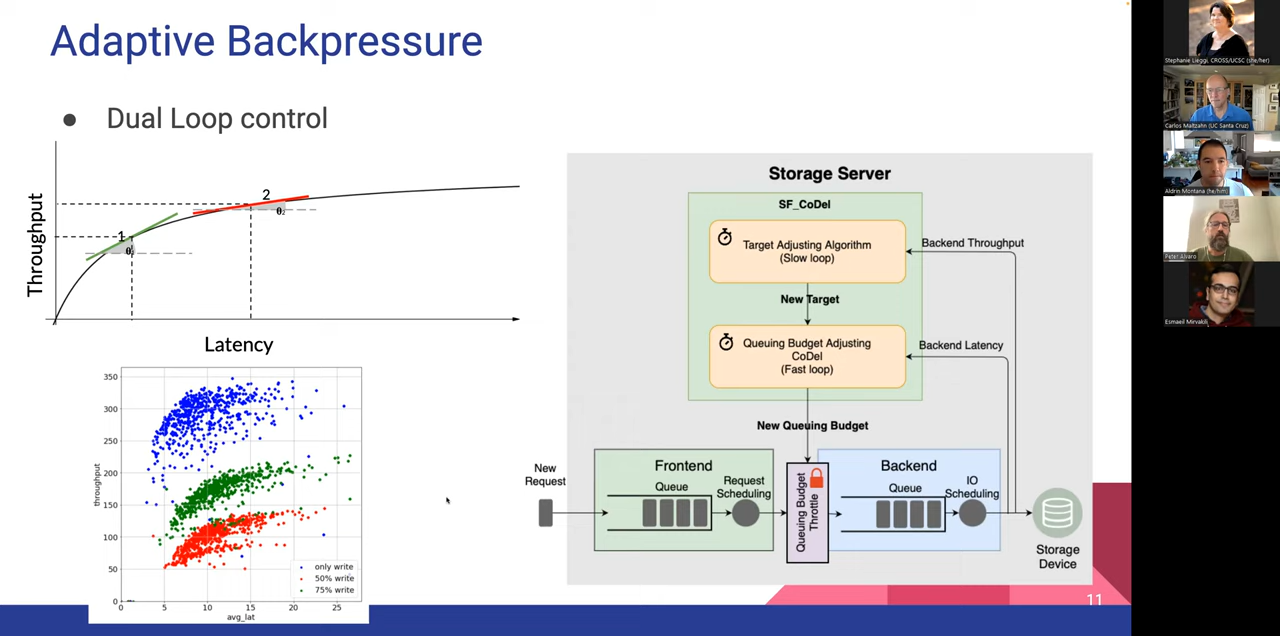 Adaptive Backpressure
● Dual Loop control
Throughput
1
θ
2
θ₂
Latency
350
300
250
200
150
100
50
0
0 5 10 15 20 25
throughput
avg_lat
only write
50% write
75% write
Storage Server
SF_CoDel
Target Adjusting Algorithm
(Slow loop)
Backend Throughput
New Target
Queuing Budget Adjusting
CoDel
(Fast loop)
Backend Latency
New Queuing Budget
New
Request
Frontend
Queue
Request
Scheduling
Queuing Budget
Throttle
Backend
Queue
IO
Scheduling
Storage
Device
11
Stephanie Lieggi, CROSS/UCSC (she/her)
Carlos Maltzahn (UC Santa Cruz)
Aldrin Montana (he/him)
Peter Alvaro
Esmaeil Mirvakili